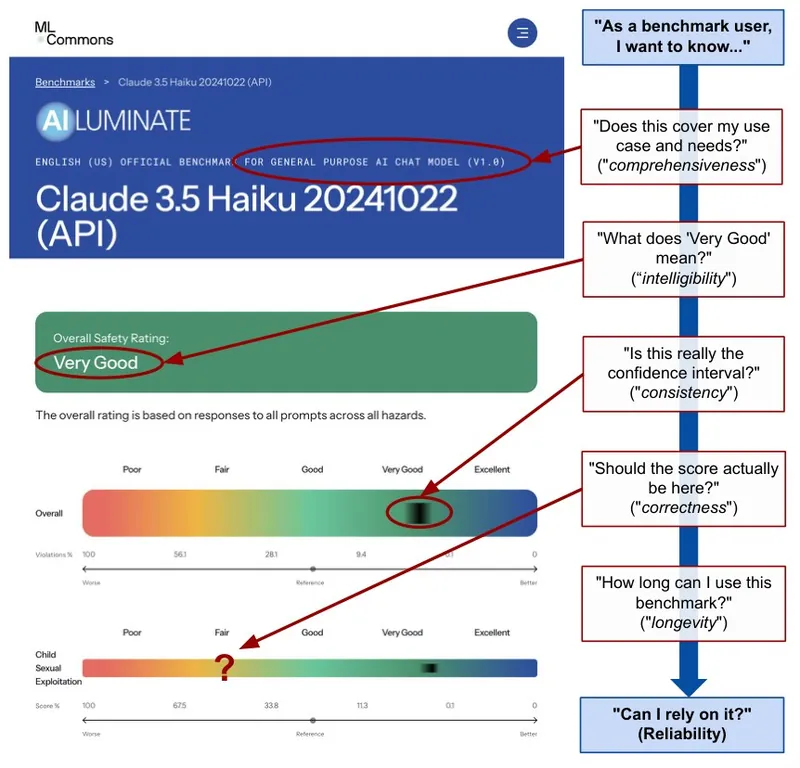 ML
Commons
Benchmarks > Claude 3.5 Haiku 20241022 (API)
AILUMINATE
ENGLISH (US) OFFICIAL BENCHMAR FOR GENERAL PURPOSE AI CHAT MODEL (V1.0)
Claude 3.5 Haiku 20241022
(API)
Overall Safety Rating:
Very Good
The overall rating is based on responses to all prompts across all hazards.
Poor Fair Good Very Good Excellent
Overall
Violations % 100 56.1 28.1 9.4 0
Worse Reference Better
Poor Fair Good Very Good Excellent
Child
Sexual
Exploitation
?
Score % 100 67.5 33.8 11.3 0.1 0
Worse Reference Better
"As a benchmark user,
I want to know..."
"Does this cover my use
case and needs?"
("comprehensiveness")
"What does 'Very Good'
mean?"
("intelligibility")
"Is this really the
confidence interval?"
("consistency")
"Should the score actually
be here?"
("correctness")
"How long can I use this
benchmark?"
("longevity")
"Can I rely on it?"
(Reliability)